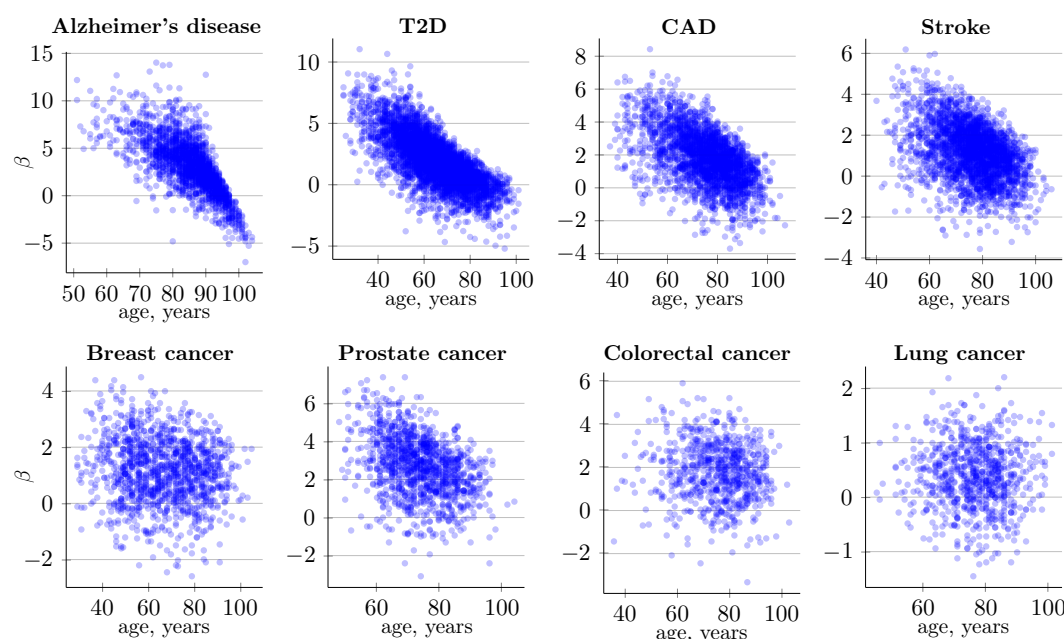 Alzheimer's disease T2D CAD Stroke
15 10 5 0 −5
β
50 60 70 80 90 100
age, years
10 5 0 −5
40 60 80 100
age, years
8 6 4 2 0 −2 −4
40 60 80 100
age, years
6 4 2 0 −2 −4
40 60 80 100
age, years
Breast cancer Prostate cancer Colorectal cancer Lung cancer
4 2 0 −2
β
40 60 80 100
age, years
6 4 2 0 −2
60 80 100
age, years
6 4 2 0 −2
40 60 80 100
age, years
2 1 0 −1
60 80 100
age, years